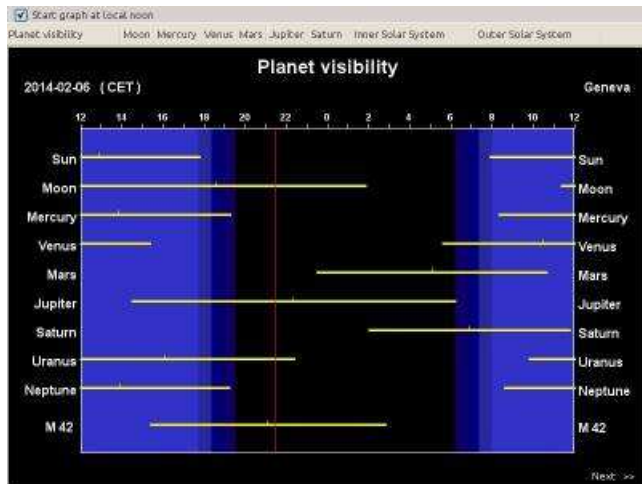 Start graph at local noon
Planet visibility Moon Mercury Venus Mars Jupiter Saturn Inner Solar System Outer Solar System
Planet visibility
2014-02-06 (CET) Geneva
12 14 16 18 20 22 0 2 4 6 8 10 12
Sun Sun
Moon Moon
Mercury Mercury
Venus Venus
Mars Mars
Jupiter Jupiter
Saturn Saturn
Uranus Uranus
Neptune Neptune
M 42 M 42
Next >>